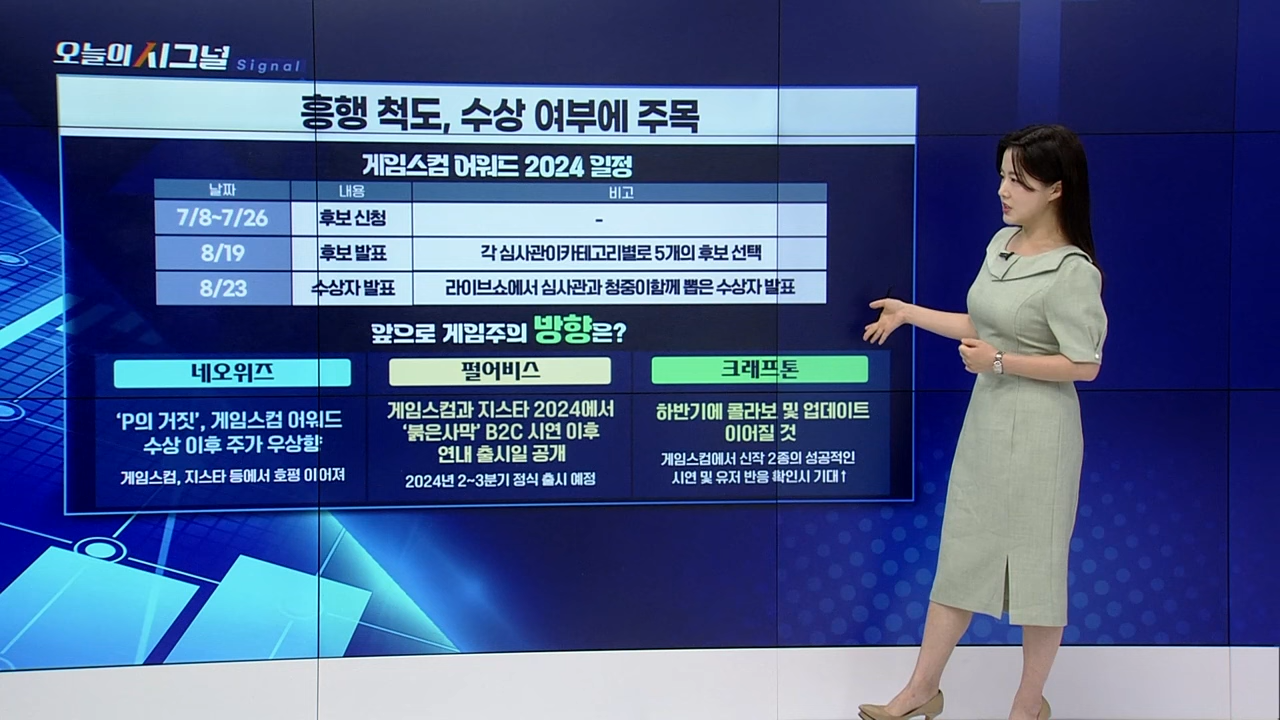 오늘의 시그널 Signal
흥행 척도, 수상 여부에 주목
게임스컴 어워드 2024 일정
날짜 내용 비고
7/8~7/26 후보 신청 -
8/19 후보 발표 각 심사관이카테고리별로 5개의 후보 선택
8/23 수상자 발표 라이브쇼에서 심사관과 청중이함께 뽑은 수상자 발표
앞으로 게임주의 방향은?
네오위즈
‘P의 거짓’, 게임스컴 어워드
수상 이후 주가 우상향
게임스컴, 지스타 등에서 호평 이어져
펄어비스
게임스컴과 지스타 2024에서
‘붉은사막’ B2C 시연 이후
연내 출시일 공개
2024년 2~3분기 정식 출시 예정
크래프톤
하반기에 콜라보 및 업데이트
이어질 것
게임스컴에서 신작 2종의 성공적인
시연 및 유저 반응 확인시 기대↑